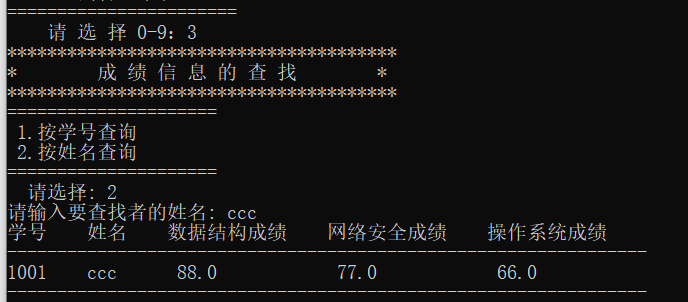 ======================
    请 选 择 0-9: 3
***************************************
*        成 绩 信 息 的 查 找        *
***************************************
=====================
 1.按学号查询
 2.按姓名查询
=====================
  请选择: 2
请输入要查找者的姓名: ccc
学号    姓名    数据结构成绩    网络安全成绩    操作系统成绩
----------------------------------------------------------------
1001    ccc      88.0            77.0            66.0
----------------------------------------------------------------